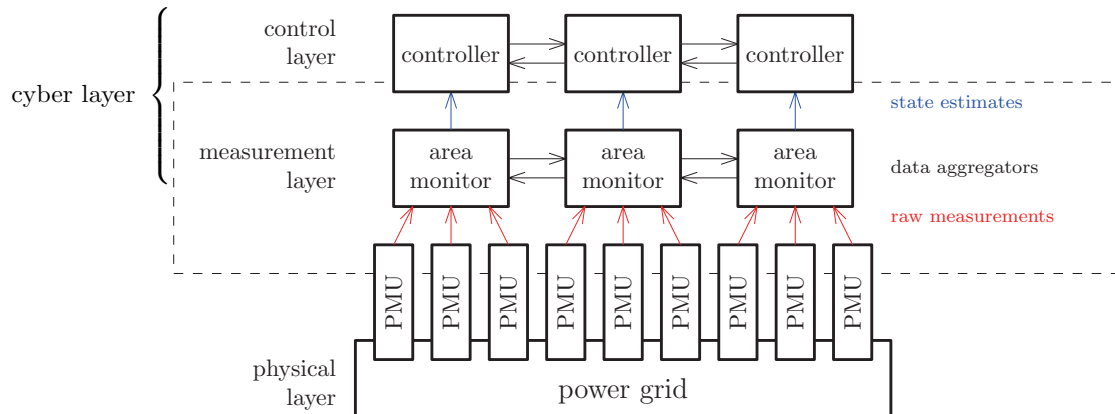 control
layer
controller
controller
controller
cyber layer
state estimates
measurement
layer
area
monitor
area
monitor
area
monitor
data aggregators
raw measurements
PMU
PMU
PMU
PMU
PMU
PMU
PMU
PMU
PMU
physical
layer
power grid